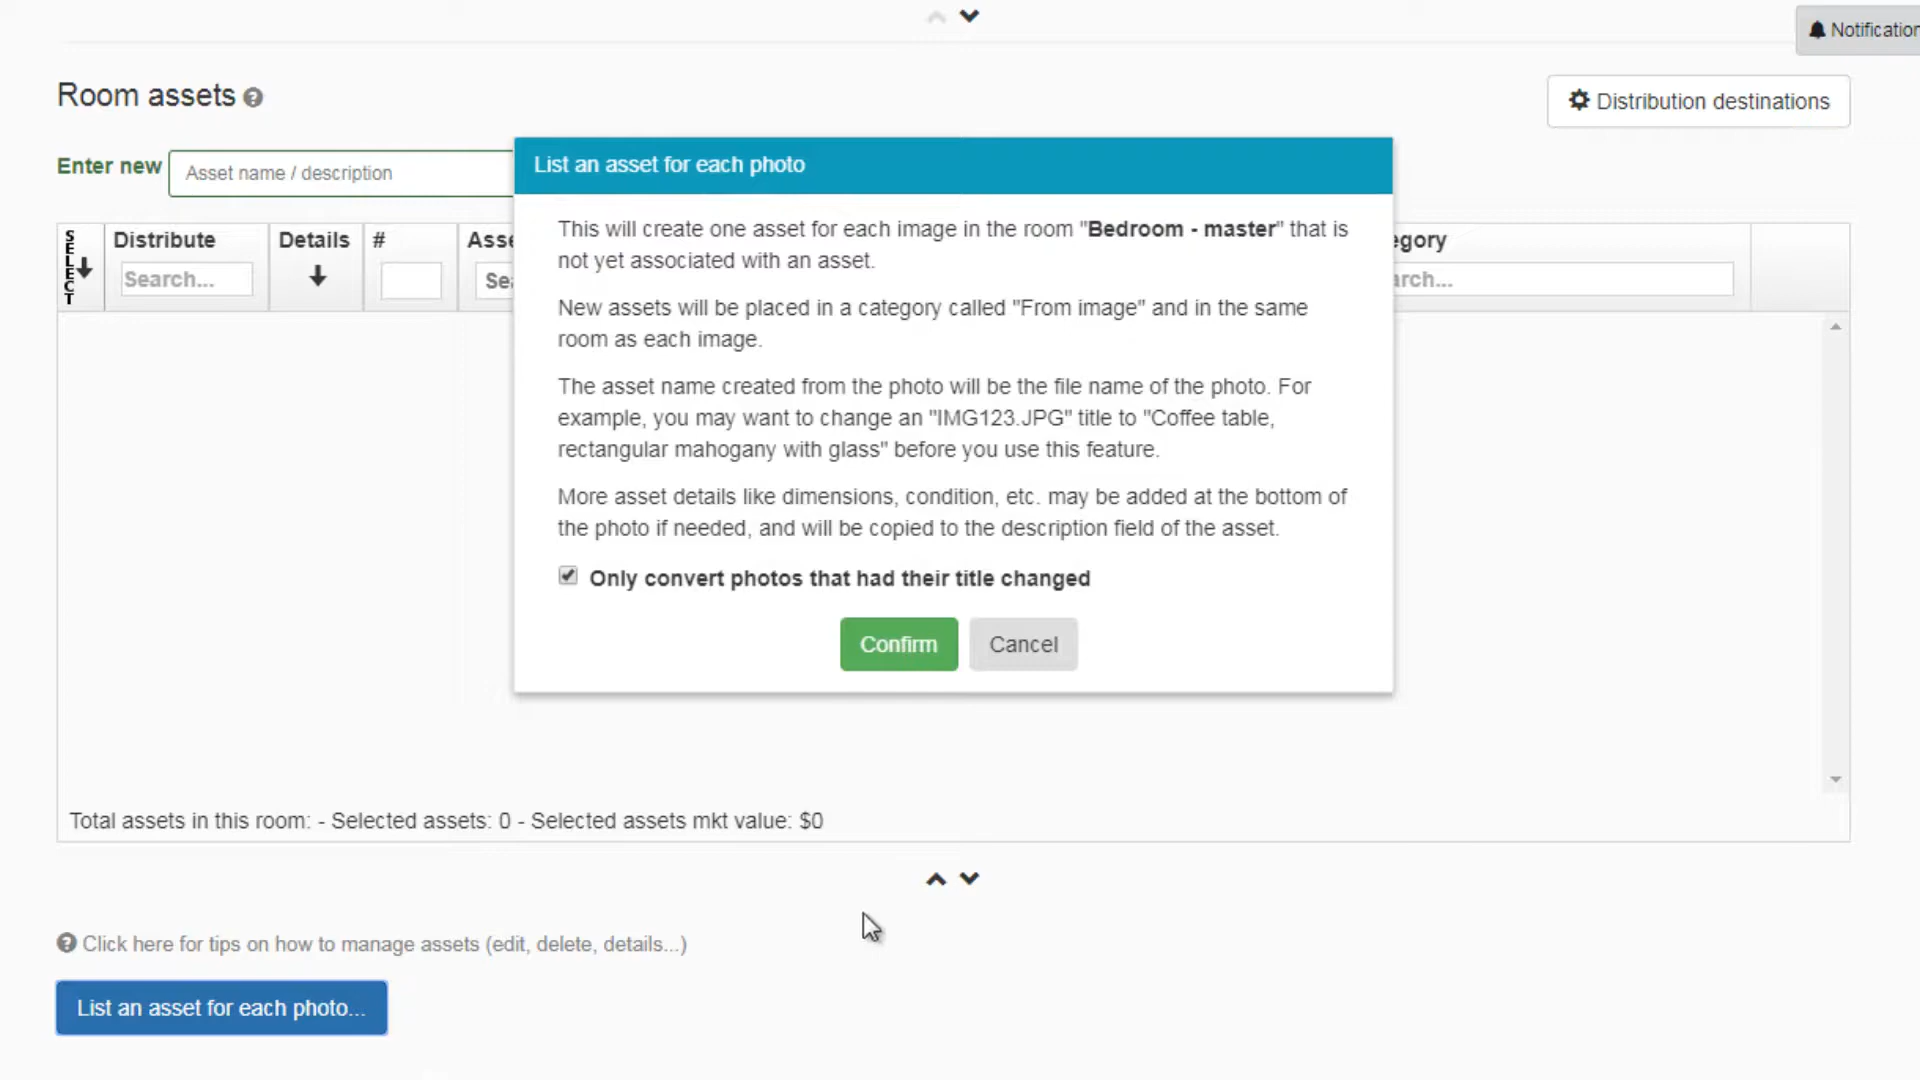 Notification
Room assets
Distribution destinations
Enter new
Asset name / description
List an asset for each photo
SELECT
Distribute
Details
#
Search...
This will create one asset for each image in the room "Bedroom - master" that is
not yet associated with an asset.
New assets will be placed in a category called "From image" and in the same
room as each image.
The asset name created from the photo will be the file name of the photo. For
example, you may want to change an "IMG123.JPG" title to "Coffee table,
rectangular mahogany with glass" before you use this feature.
More asset details like dimensions, condition, etc. may be added at the bottom of
the photo if needed, and will be copied to the description field of the asset.
Only convert photos that had their title changed
Confirm
Cancel
Total assets in this room: - Selected assets: 0 - Selected assets mkt value: $0
Click here for tips on how to manage assets (edit, delete, details...)
List an asset for each photo...